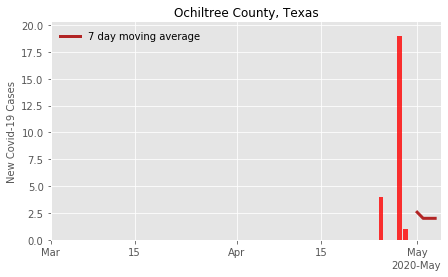 Ochiltree County, Texas
20.0
17.5
15.0
12.5
10.0
7.5
5.0
2.5
0.0
New Covid-19 Cases
7 day moving average
Mar 15 Apr 15 May
2020-May